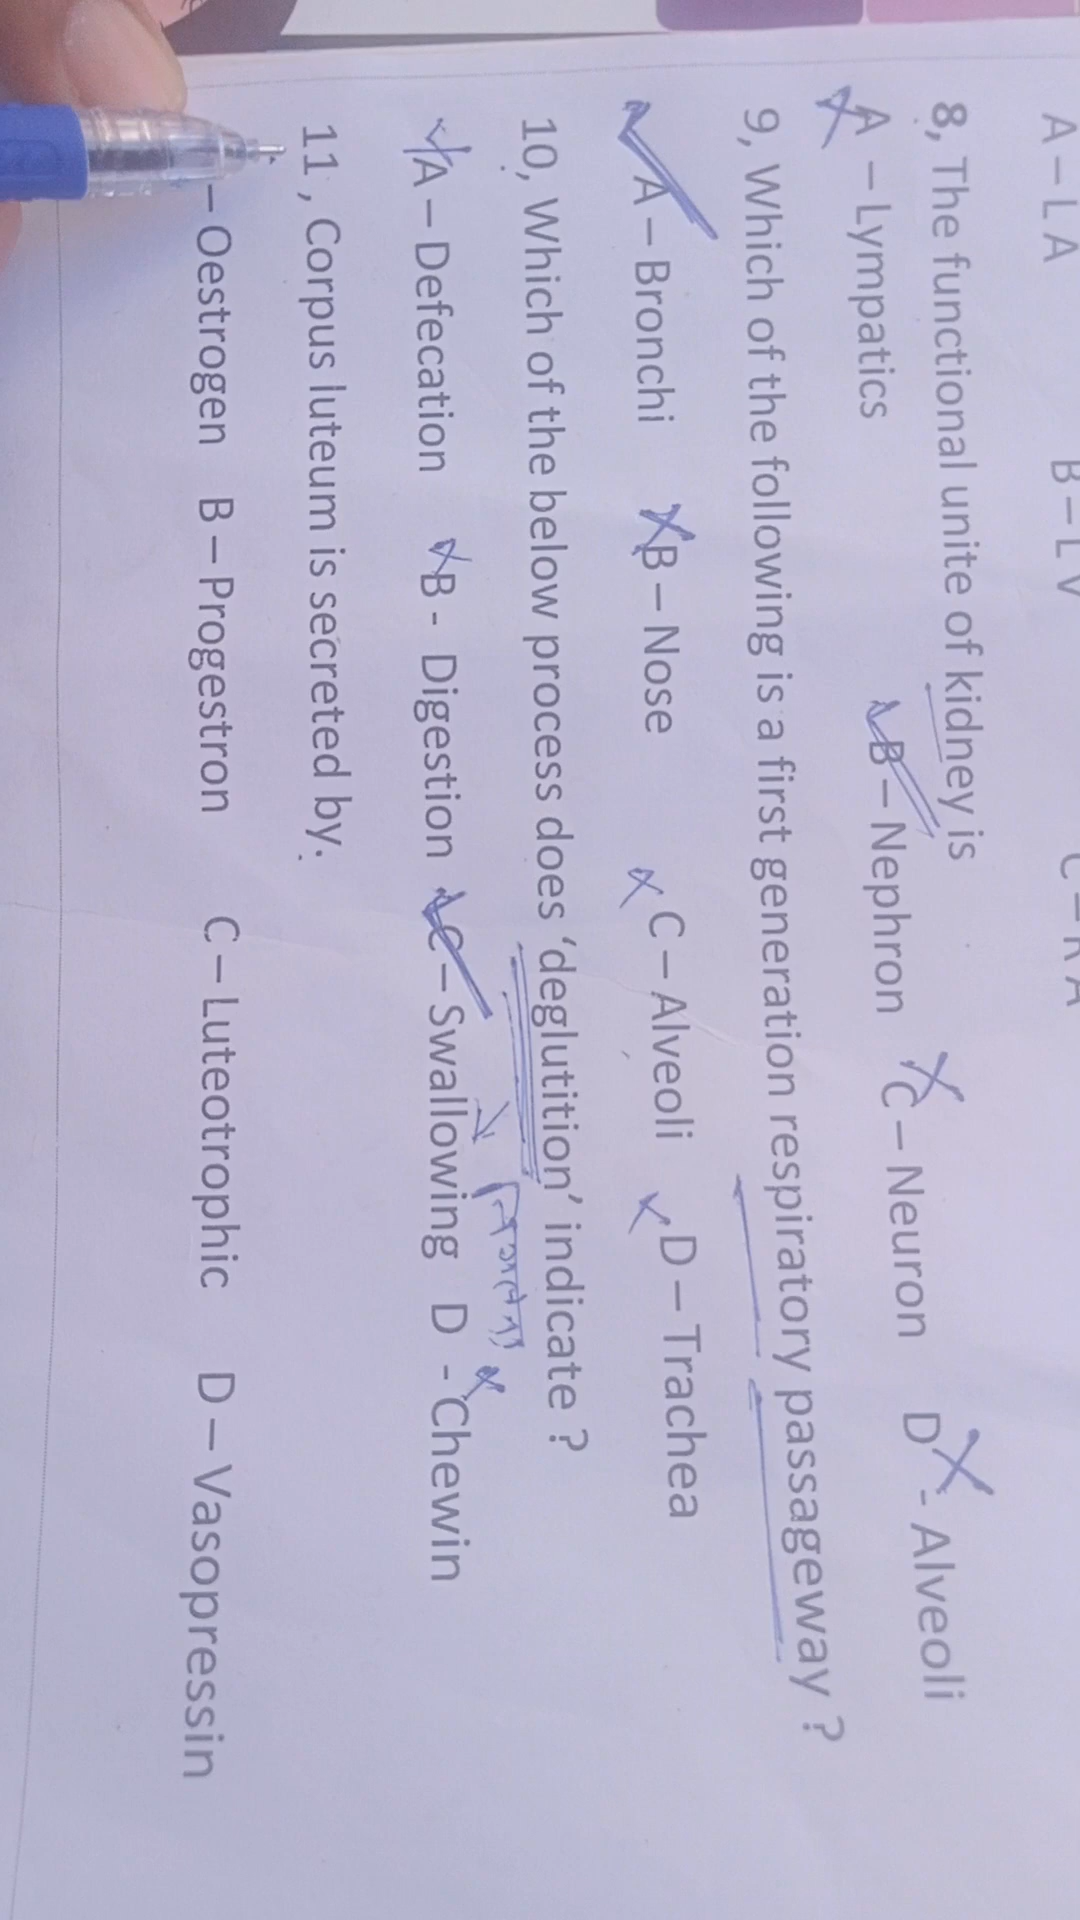 A – LA B – LV
8, The functional unite of kidney is
A – Lympatics B – Nephron C – Neuron D - Alveoli
9, Which of the following is a first generation respiratory passageway ?
A – Bronchi B – Nose C – Alveoli D – Trachea
10, Which of the below process does ‘deglutition’ indicate ?
A – Defecation B - Digestion C – Swallowing D - Chewin
11 , Corpus luteum is secreted by.
– Oestrogen B – Progestron C – Luteotrophic D – Vasopressin